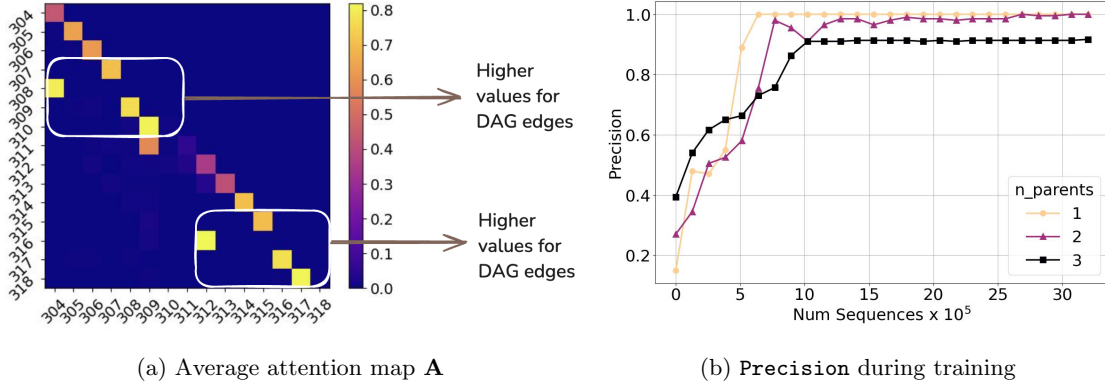 304
305
306
307
308
309
310
311
312
313
314
315
316
317
318
304 305 306 307 308 309 310 311 312 313 314 315 316 317 318
0.8
0.7
0.6
0.5
0.4
0.3
0.2
0.1
0.0
Higher
values for
DAG edges
Higher
values for
DAG edges
(a) Average attention map A
Precision
1.0
0.8
0.6
0.4
0.2
0 5 10 15 20 25 30
Num Sequences x 10⁵
n_parents
1
2
3
(b) Precision during training